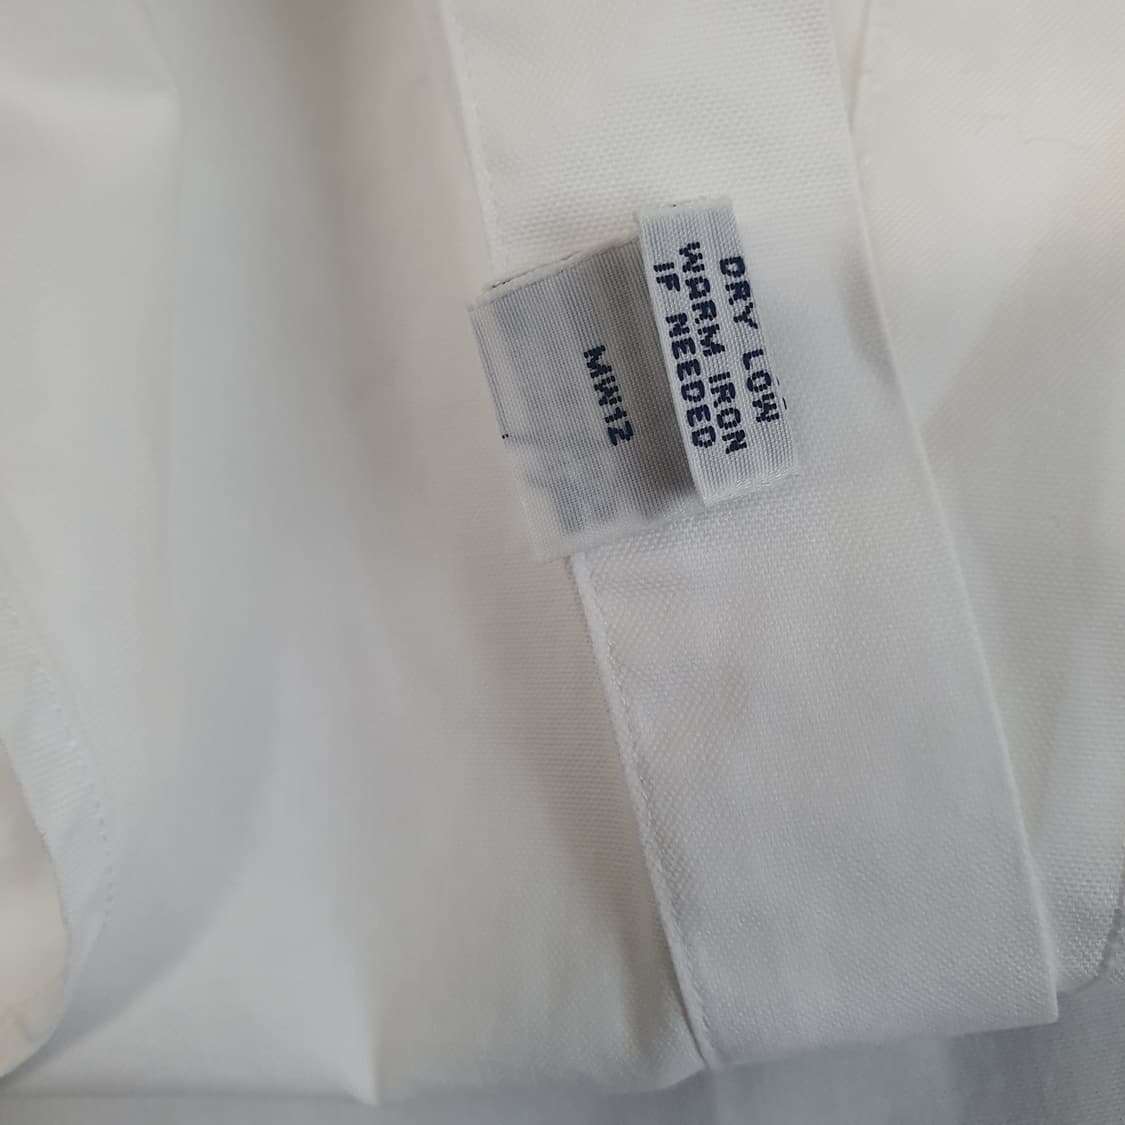 DRY LOW
WARM IRON
IF NEEDED
MW12